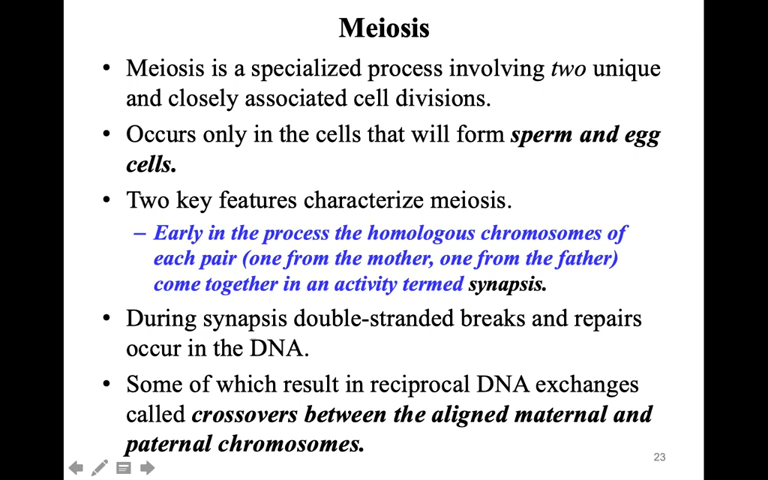 Meiosis
• Meiosis is a specialized process involving two unique
and closely associated cell divisions.
• Occurs only in the cells that will form sperm and egg
cells.
• Two key features characterize meiosis.
– Early in the process the homologous chromosomes of
each pair (one from the mother, one from the father)
come together in an activity termed synapsis.
• During synapsis double-stranded breaks and repairs
occur in the DNA.
• Some of which result in reciprocal DNA exchanges
called crossovers between the aligned maternal and
paternal chromosomes.
23